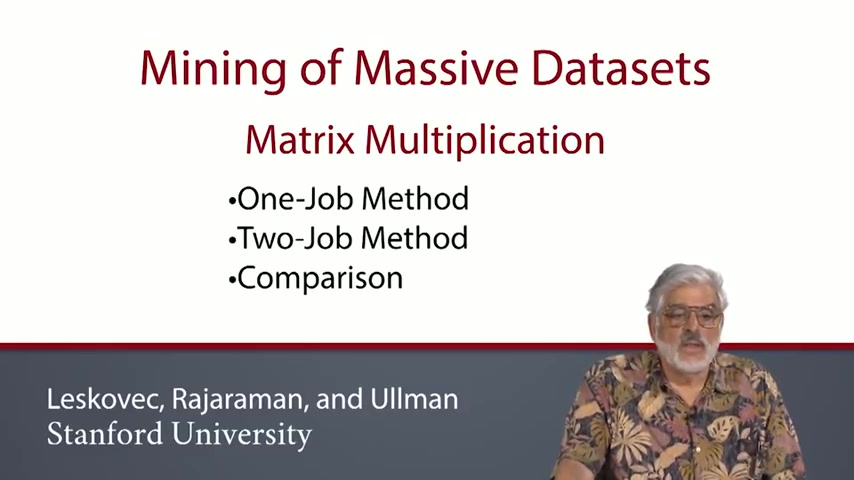 Mining of Massive Datasets
Matrix Multiplication
•One-Job Method
•Two-Job Method
•Comparison
Leskovec, Rajaraman, and Ullman
Stanford University